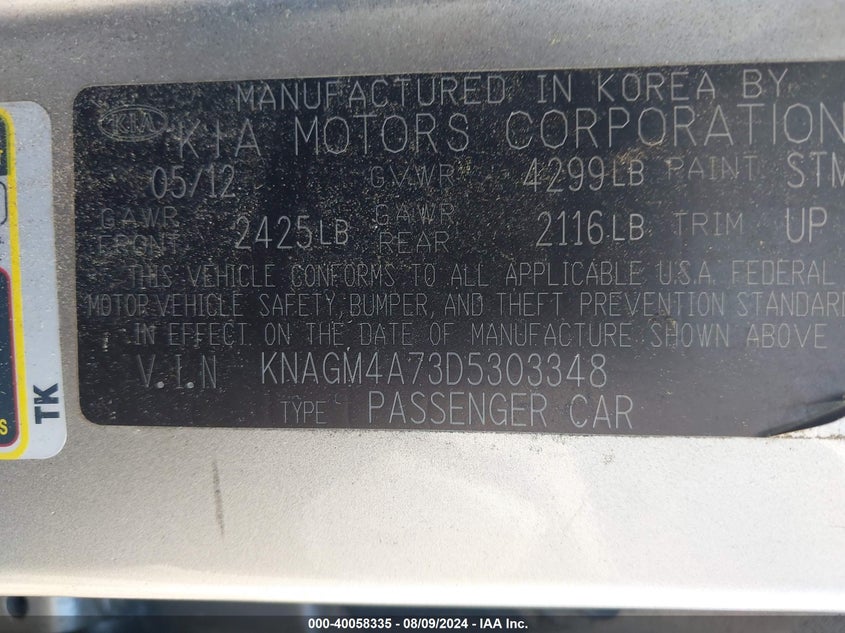 MANUFACTURED IN KOREA BY
KIA KIA MOTORS CORPORATION
05/12 GVWR 4299LB PAINT STM
GAWR FRONT 2425LB GAWR REAR 2116LB TRIM UP
THIS VEHICLE CONFORMS TO ALL APPLICABLE U.S.A. FEDERAL
MOTOR VEHICLE SAFETY, BUMPER, AND THEFT PREVENTION STANDARD
IN EFFECT ON THE DATE OF MANUFACTURE SHOWN ABOVE
V.I.N KNAGM4A73D5303348
TYPE PASSENGER CAR
TK
S
000-40058335 - 08/09/2024 - IAA Inc.